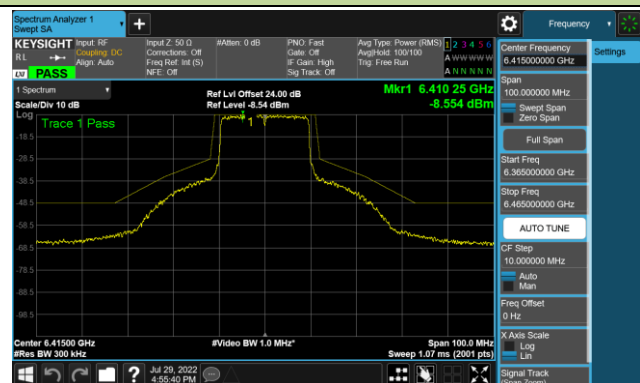 Spectrum Analyzer 1
Swept SA
Frequency
KEYSIGHT
RL
LXI
PASS
Input: RF
Coupling: DC
Align: Auto
Input Z: 50 Ω
Corrections: Off
Freq Ref: Int (S)
NFE: Off
#Atten: 0 dB
PNO: Fast
Gate: Off
IF Gain: High
Sig Track: Off
Avg Type: Power (RMS)
Avg|Hold: 100/100
Trig: Free Run
1 2 3 4 5 6
A W W W W W
A N N N N N
Center Frequency
6.415000000 GHz
Settings
Span
100.000000 MHz
Swept Span
Zero Span
Full Span
Start Freq
6.365000000 GHz
Stop Freq
6.465000000 GHz
AUTO TUNE
CF Step
10.000000 MHz
Auto
Man
Freq Offset
0 Hz
X Axis Scale
Log
Lin
Signal Track
(Span Zoom)
1 Spectrum
Scale/Div 10 dB
Log
Ref Lvl Offset 24.00 dB
Ref Level -8.54 dBm
Mkr1 6.410 25 GHz
-8.554 dBm
Trace 1 Pass
1
-18.5
-28.5
-38.5
-48.5
-58.5
-68.5
-78.5
-88.5
-98.5
Center 6.41500 GHz
#Res BW 300 kHz
#Video BW 1.0 MHz*
Span 100.0 MHz
Sweep 1.07 ms (2001 pts)
?
Jul 29, 2022
4:55:40 PM